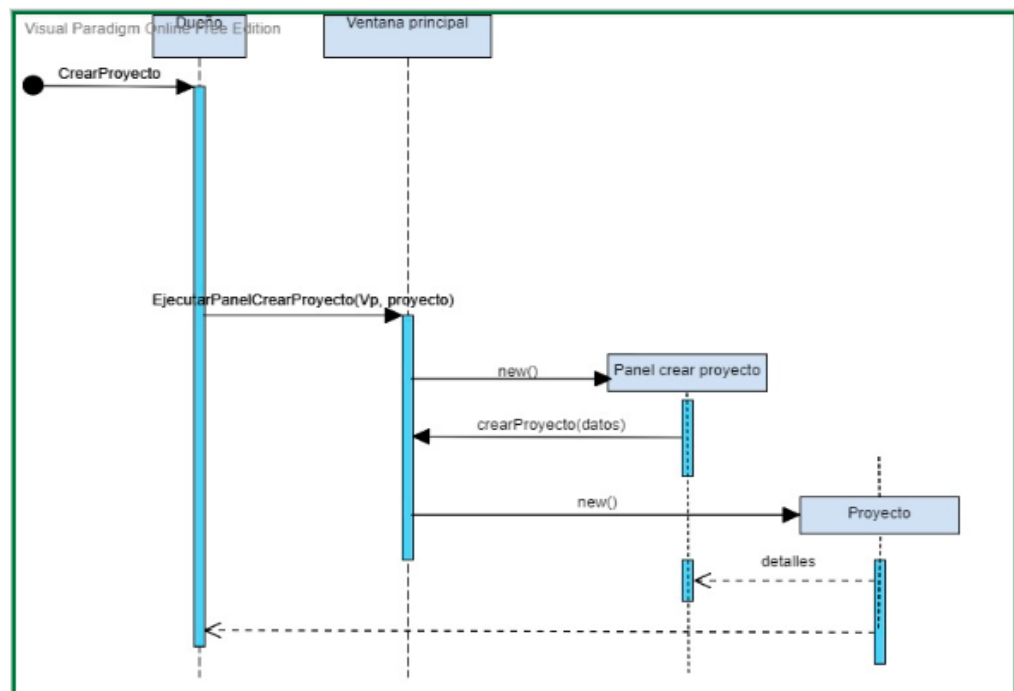 Visual Paradigm Online Free Edition
Dueño
Ventana principal
CrearProyecto
EjecutarPanelCrearProyecto(Vp, proyecto)
new()
Panel crear proyecto
crearProyecto(datos)
new()
Proyecto
detalles